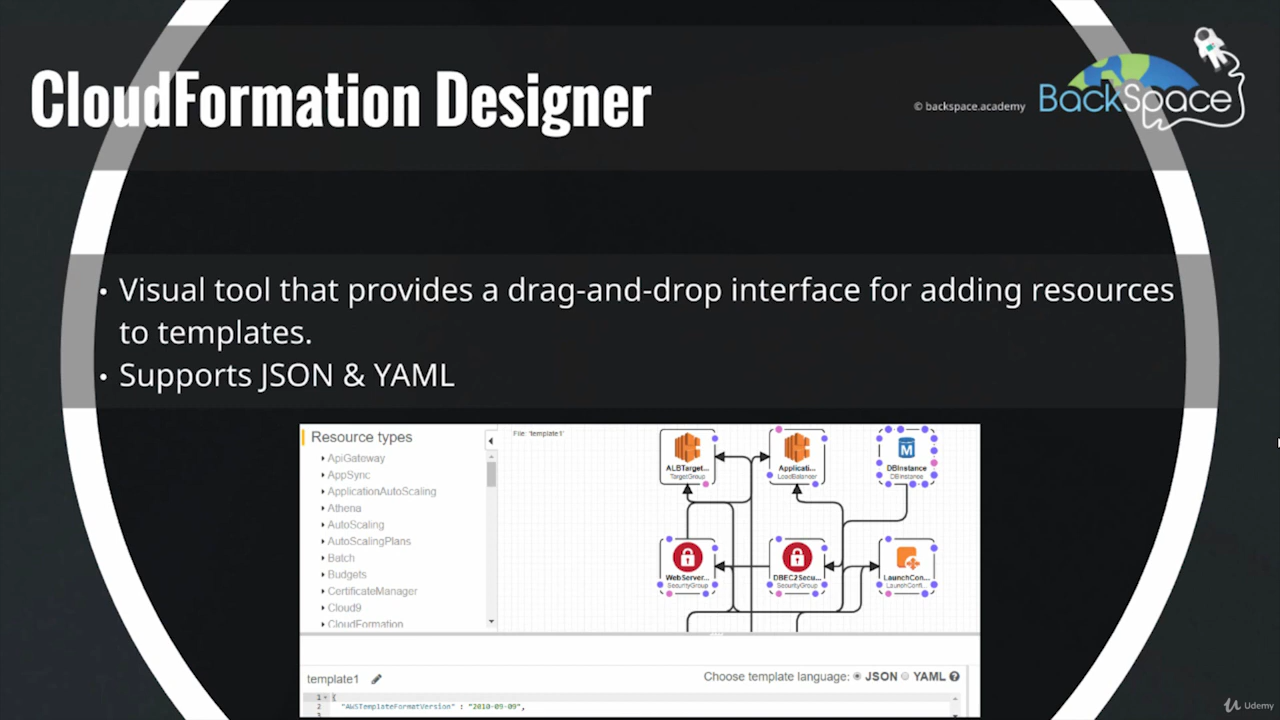 CloudFormation Designer
© backspace.academy
BackSpace
• Visual tool that provides a drag-and-drop interface for adding resources
to templates.
• Supports JSON & YAML
Resource types
ApiGateway
AppSync
ApplicationAutoScaling
Athena
AutoScaling
AutoScalingPlans
Batch
Budgets
CertificateManager
Cloud9
CloudFormation
File: 'template1'
ALBTarget...
TargetGroup
Applicati...
LoadBalancer
M
DBInstance
DBInstance
WebServer...
SecurityGroup
DBEC2Secu...
SecurityGroup
LaunchCon...
LaunchConfi...
template1
Choose template language: JSON YAML ?
1 {
2 "AWSTemplateFormatVersion" : "2010-09-09",
3
Udemy